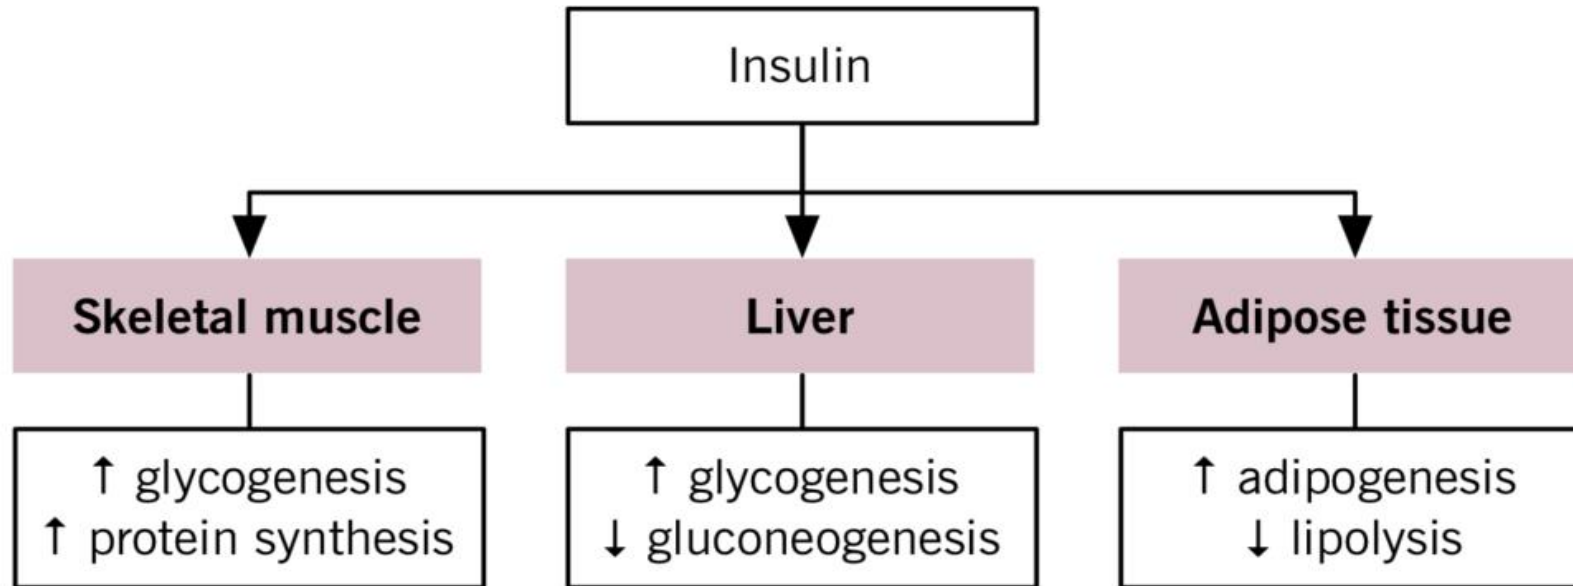 Insulin
Skeletal muscle
Liver
Adipose tissue
↑ glycogenesis
↑ protein synthesis
↑ glycogenesis
↓ gluconeogenesis
↑ adipogenesis
↓ lipolysis